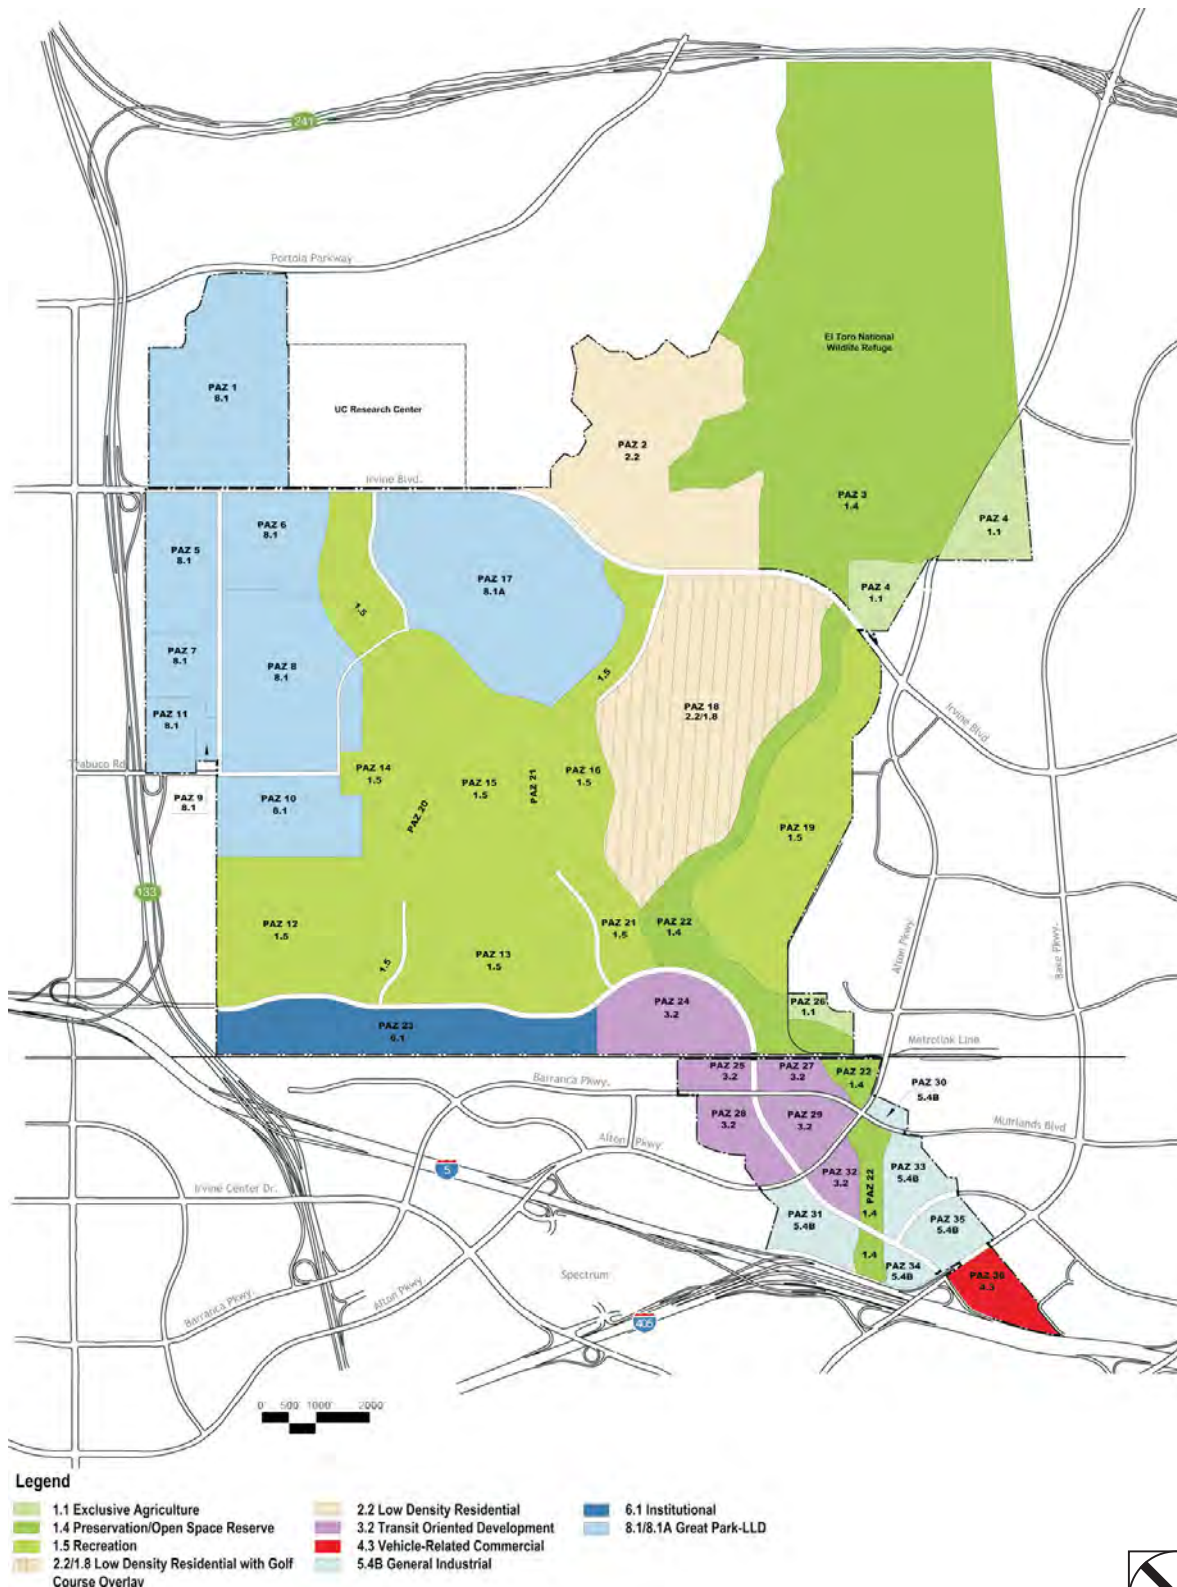 241
Portola Parkway
El Toro National
Wildlife Refuge
PAZ 1
8.1
UC Research Center
PAZ 2
2.2
Irvine Blvd.
PAZ 3
1.4
PAZ 4
1.1
PAZ 6
8.1
PAZ 5
8.1
PAZ 17
8.1A
PAZ 4
1.1
1.5
PAZ 7
8.1
PAZ 8
8.1
1.5
PAZ 18
2.2/1.8
Irvine Blvd
PAZ 11
8.1
Trabuco Rd
PAZ 14
1.5
PAZ 15
1.5
PAZ 21
PAZ 16
1.5
PAZ 9
8.1
PAZ 10
8.1
PAZ 20
PAZ 19
1.5
133
PAZ 12
1.5
PAZ 21
1.5
PAZ 22
1.4
Alton Pkwy
Bake Pkwy.
PAZ 13
1.5
1.5
PAZ 24
3.2
PAZ 26
1.1
PAZ 23
6.1
Metrolink Line
PAZ 25
3.2
PAZ 27
3.2
PAZ 22
1.4
Barranca Pkwy.
PAZ 30
5.4B
PAZ 28
3.2
PAZ 29
3.2
Muirlands Blvd
Alton Pkwy.
5
PAZ 32
3.2
PAZ 22
PAZ 33
5.4B
Irvine Center Dr.
PAZ 31
5.4B
1.4
PAZ 35
5.4B
1.4
PAZ 34
5.4B
4.3
Spectrum
Barranca Pkwy.
Alton Pkwy
405
0' 500' 1000' 2000'
Legend
1.1 Exclusive Agriculture
1.4 Preservation/Open Space Reserve
1.5 Recreation
2.2/1.8 Low Density Residential with Golf
Course Overlay
2.2 Low Density Residential
3.2 Transit Oriented Development
4.3 Vehicle-Related Commercial
5.4B General Industrial
6.1 Institutional
8.1/8.1A Great Park-LLD